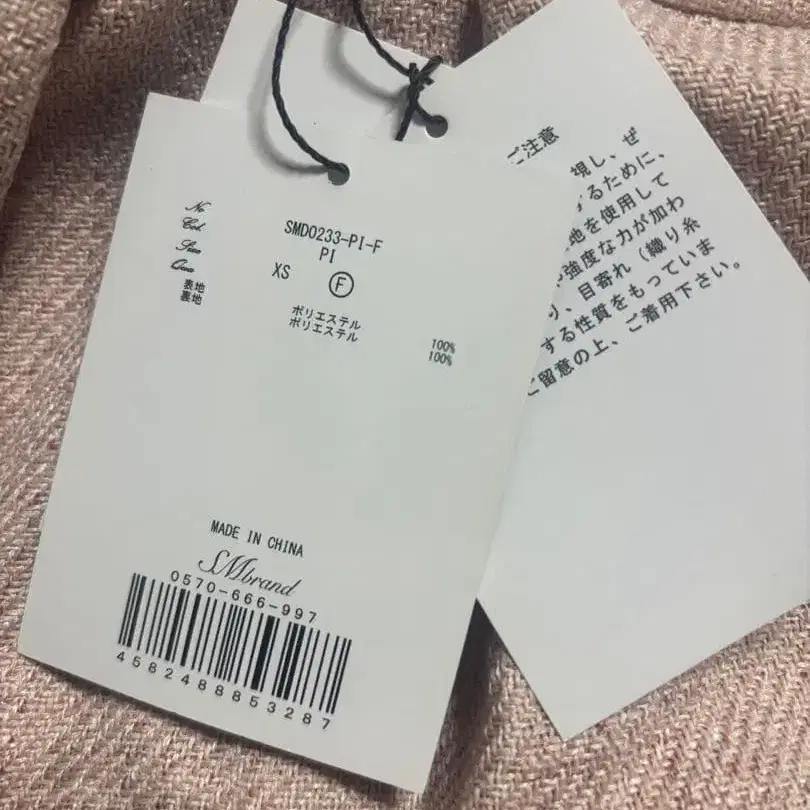 No
Col
Size
Qua
表地
裏地
SMD0233-PI-F
PI
XS Ⓕ
ポリエステル 100%
ポリエステル 100%
MADE IN CHINA
SMbrand
0570-666-997
4582488853287
ご注意
視し、ぜ
るために、
地を使用して
強度な力が加わ
り、目寄れ（織り糸
する性質をもっていま
ご留意の上、ご着用下さい。